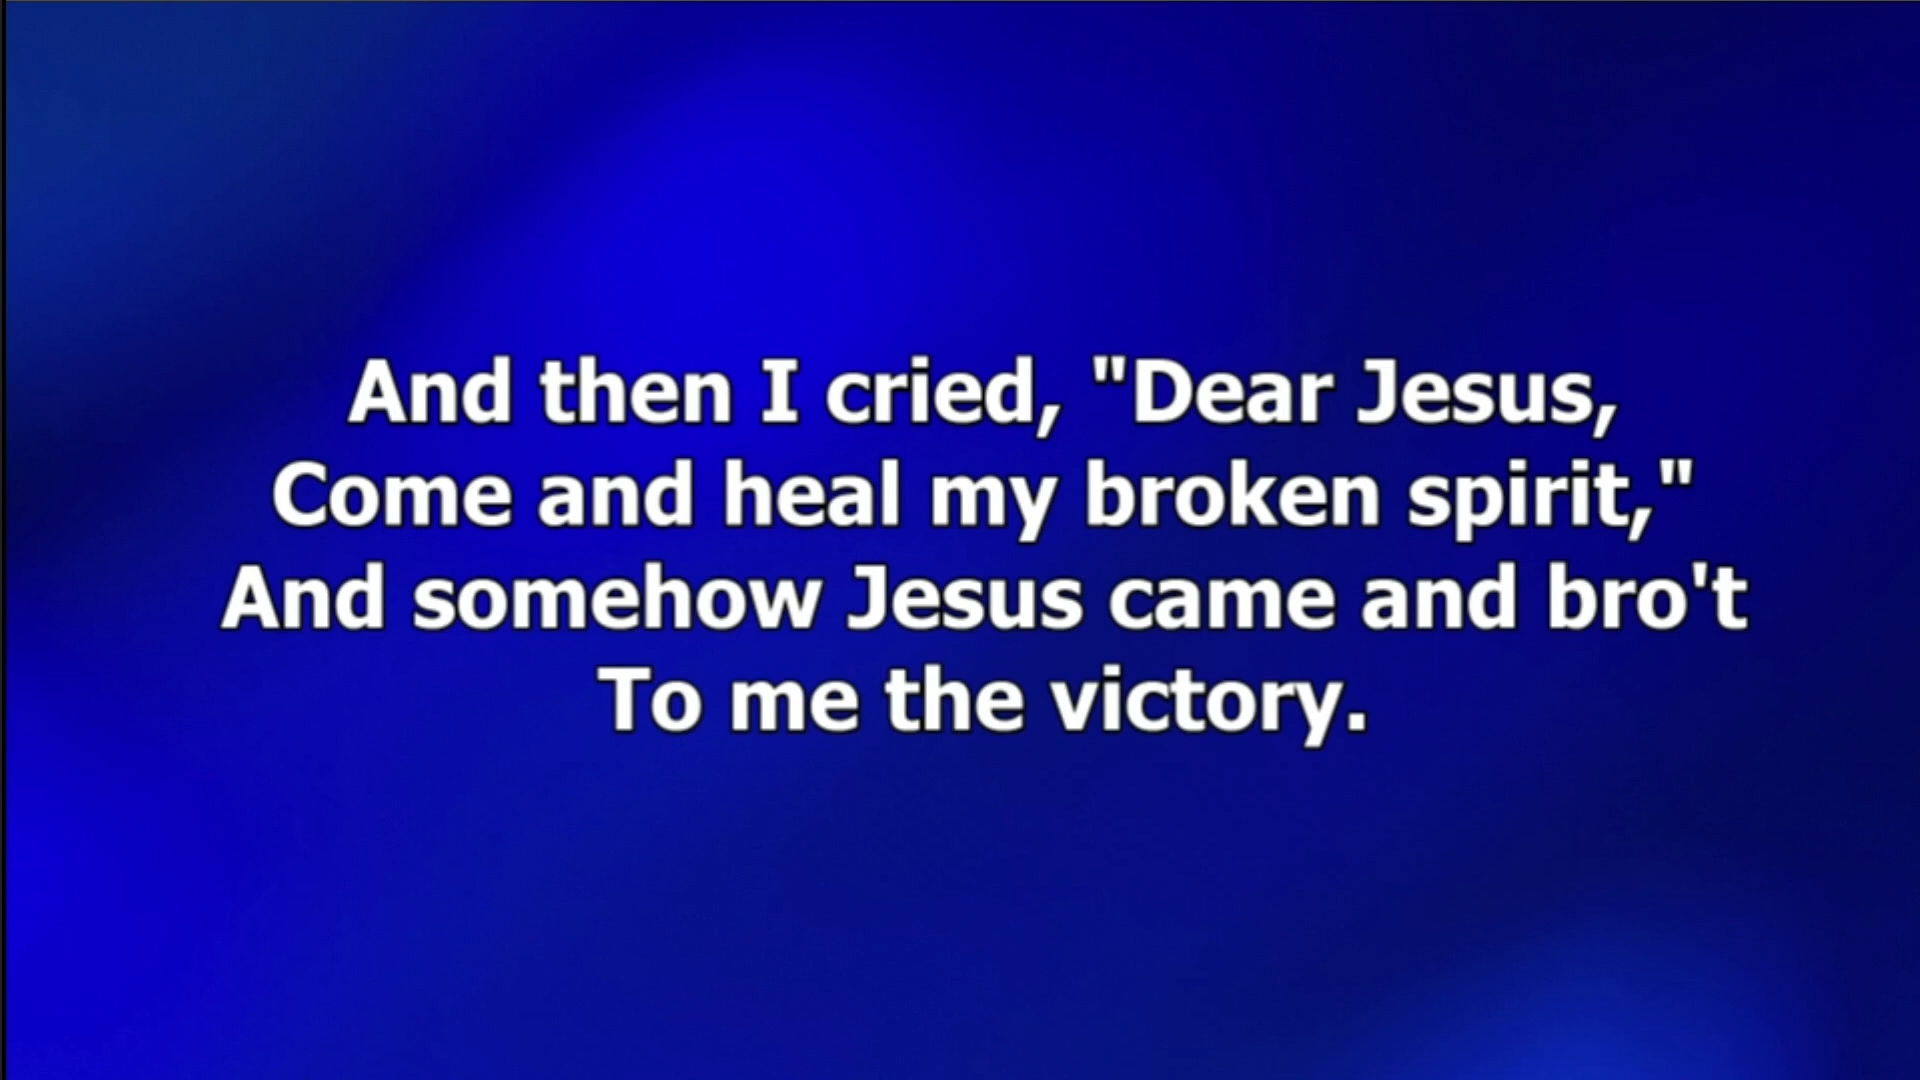 And then I cried, "Dear Jesus,
Come and heal my broken spirit,"
And somehow Jesus came and bro't
To me the victory.